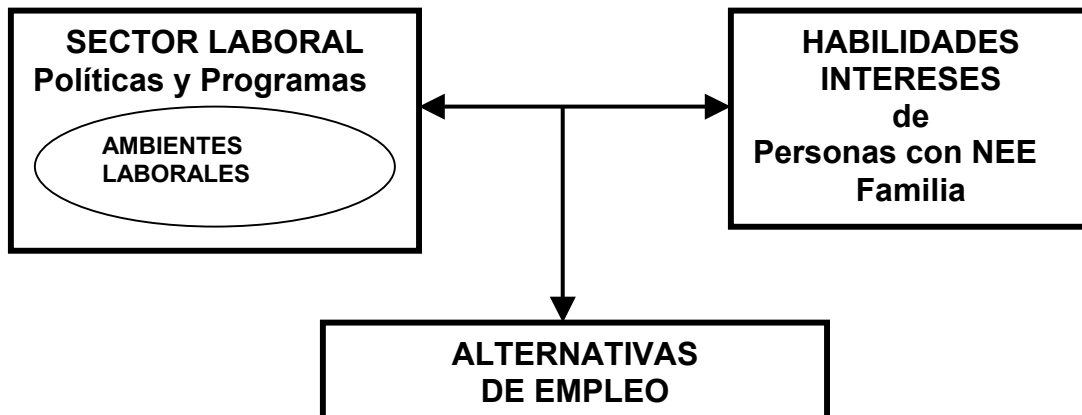 SECTOR LABORAL
Políticas y Programas
AMBIENTES
LABORALES
HABILIDADES
INTERESES
de
Personas con NEE
Familia
ALTERNATIVAS
DE EMPLEO